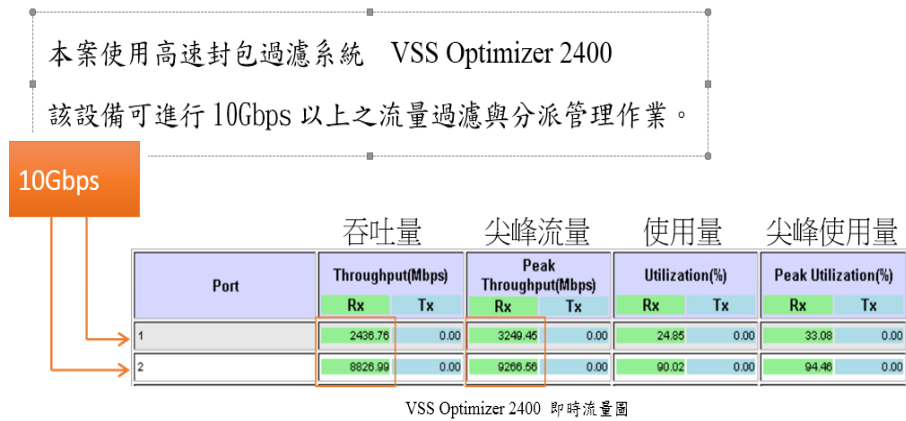 本案使用高速封包過濾系統 VSS Optimizer 2400
該設備可進行 10Gbps 以上之流量過濾與分派管理作業。
10Gbps
吞吐量 尖峰流量 使用量 尖峰使用量
Port Throughput(Mbps) Peak Throughput(Mbps) Utilization(%) Peak Utilization(%)
Rx Tx Rx Tx Rx Tx Rx Tx
1 2436.76 0.00 3249.45 0.00 24.85 0.00 33.08 0.00
2 8826.99 0.00 9266.56 0.00 90.02 0.00 94.46 0.00
VSS Optimizer 2400 即時流量圖